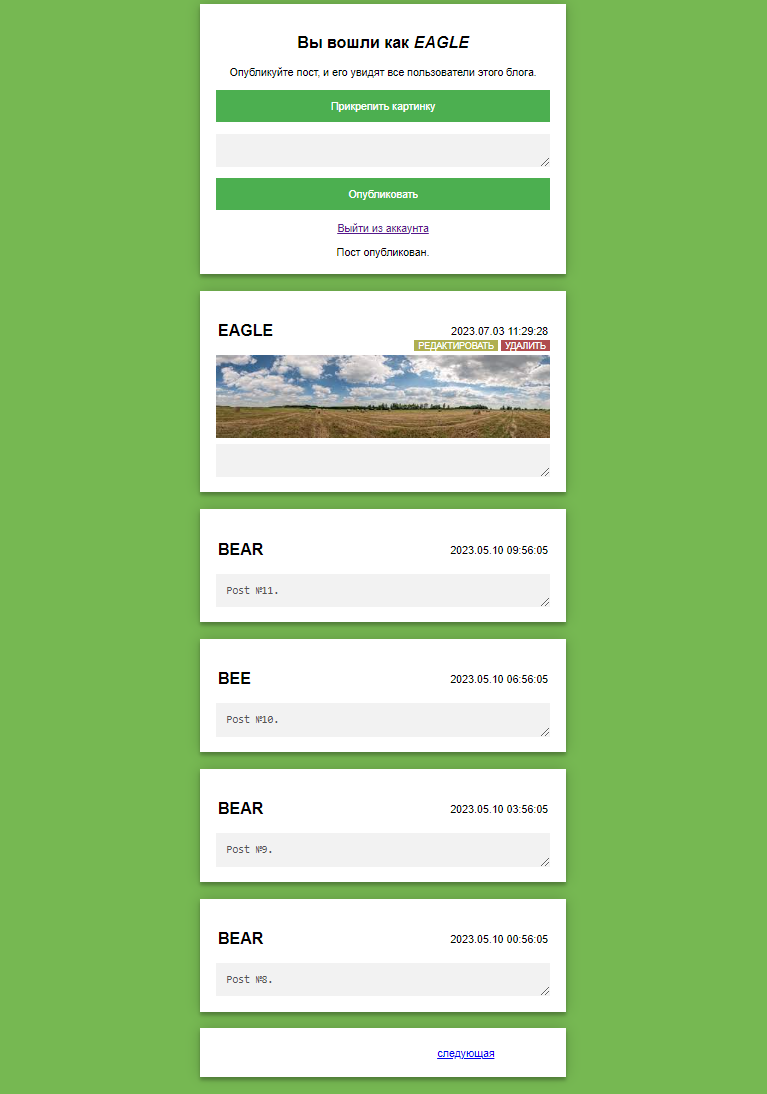 Вы вошли как EAGLE
Опубликуйте пост, и его увидят все пользователи этого блога.
Прикрепить картинку
Опубликовать
Выйти из аккаунта
Пост опубликован.
EAGLE 2023.07.03 11:29:28
РЕДАКТИРОВАТЬ УДАЛИТЬ
BEAR 2023.05.10 09:56:05
Post №11.
BEE 2023.05.10 06:56:05
Post №10.
BEAR 2023.05.10 03:56:05
Post №9.
BEAR 2023.05.10 00:56:05
Post №8.
следующая